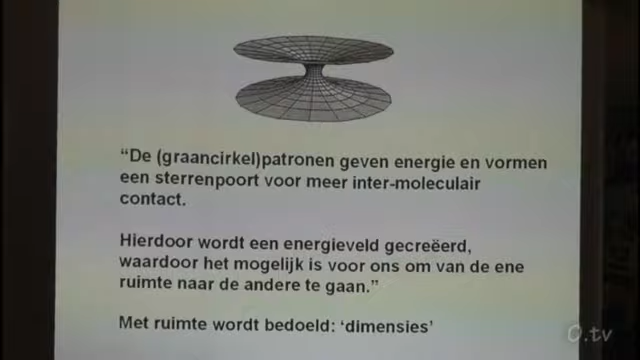 “De (graancirkel)patronen geven energie en vormen
een sterrenpoort voor meer inter-moleculair
contact.
Hierdoor wordt een energieveld gecreëerd,
waardoor het mogelijk is voor ons om van de ene
ruimte naar de andere te gaan.”
Met ruimte wordt bedoeld: ‘dimensies’
O.tv